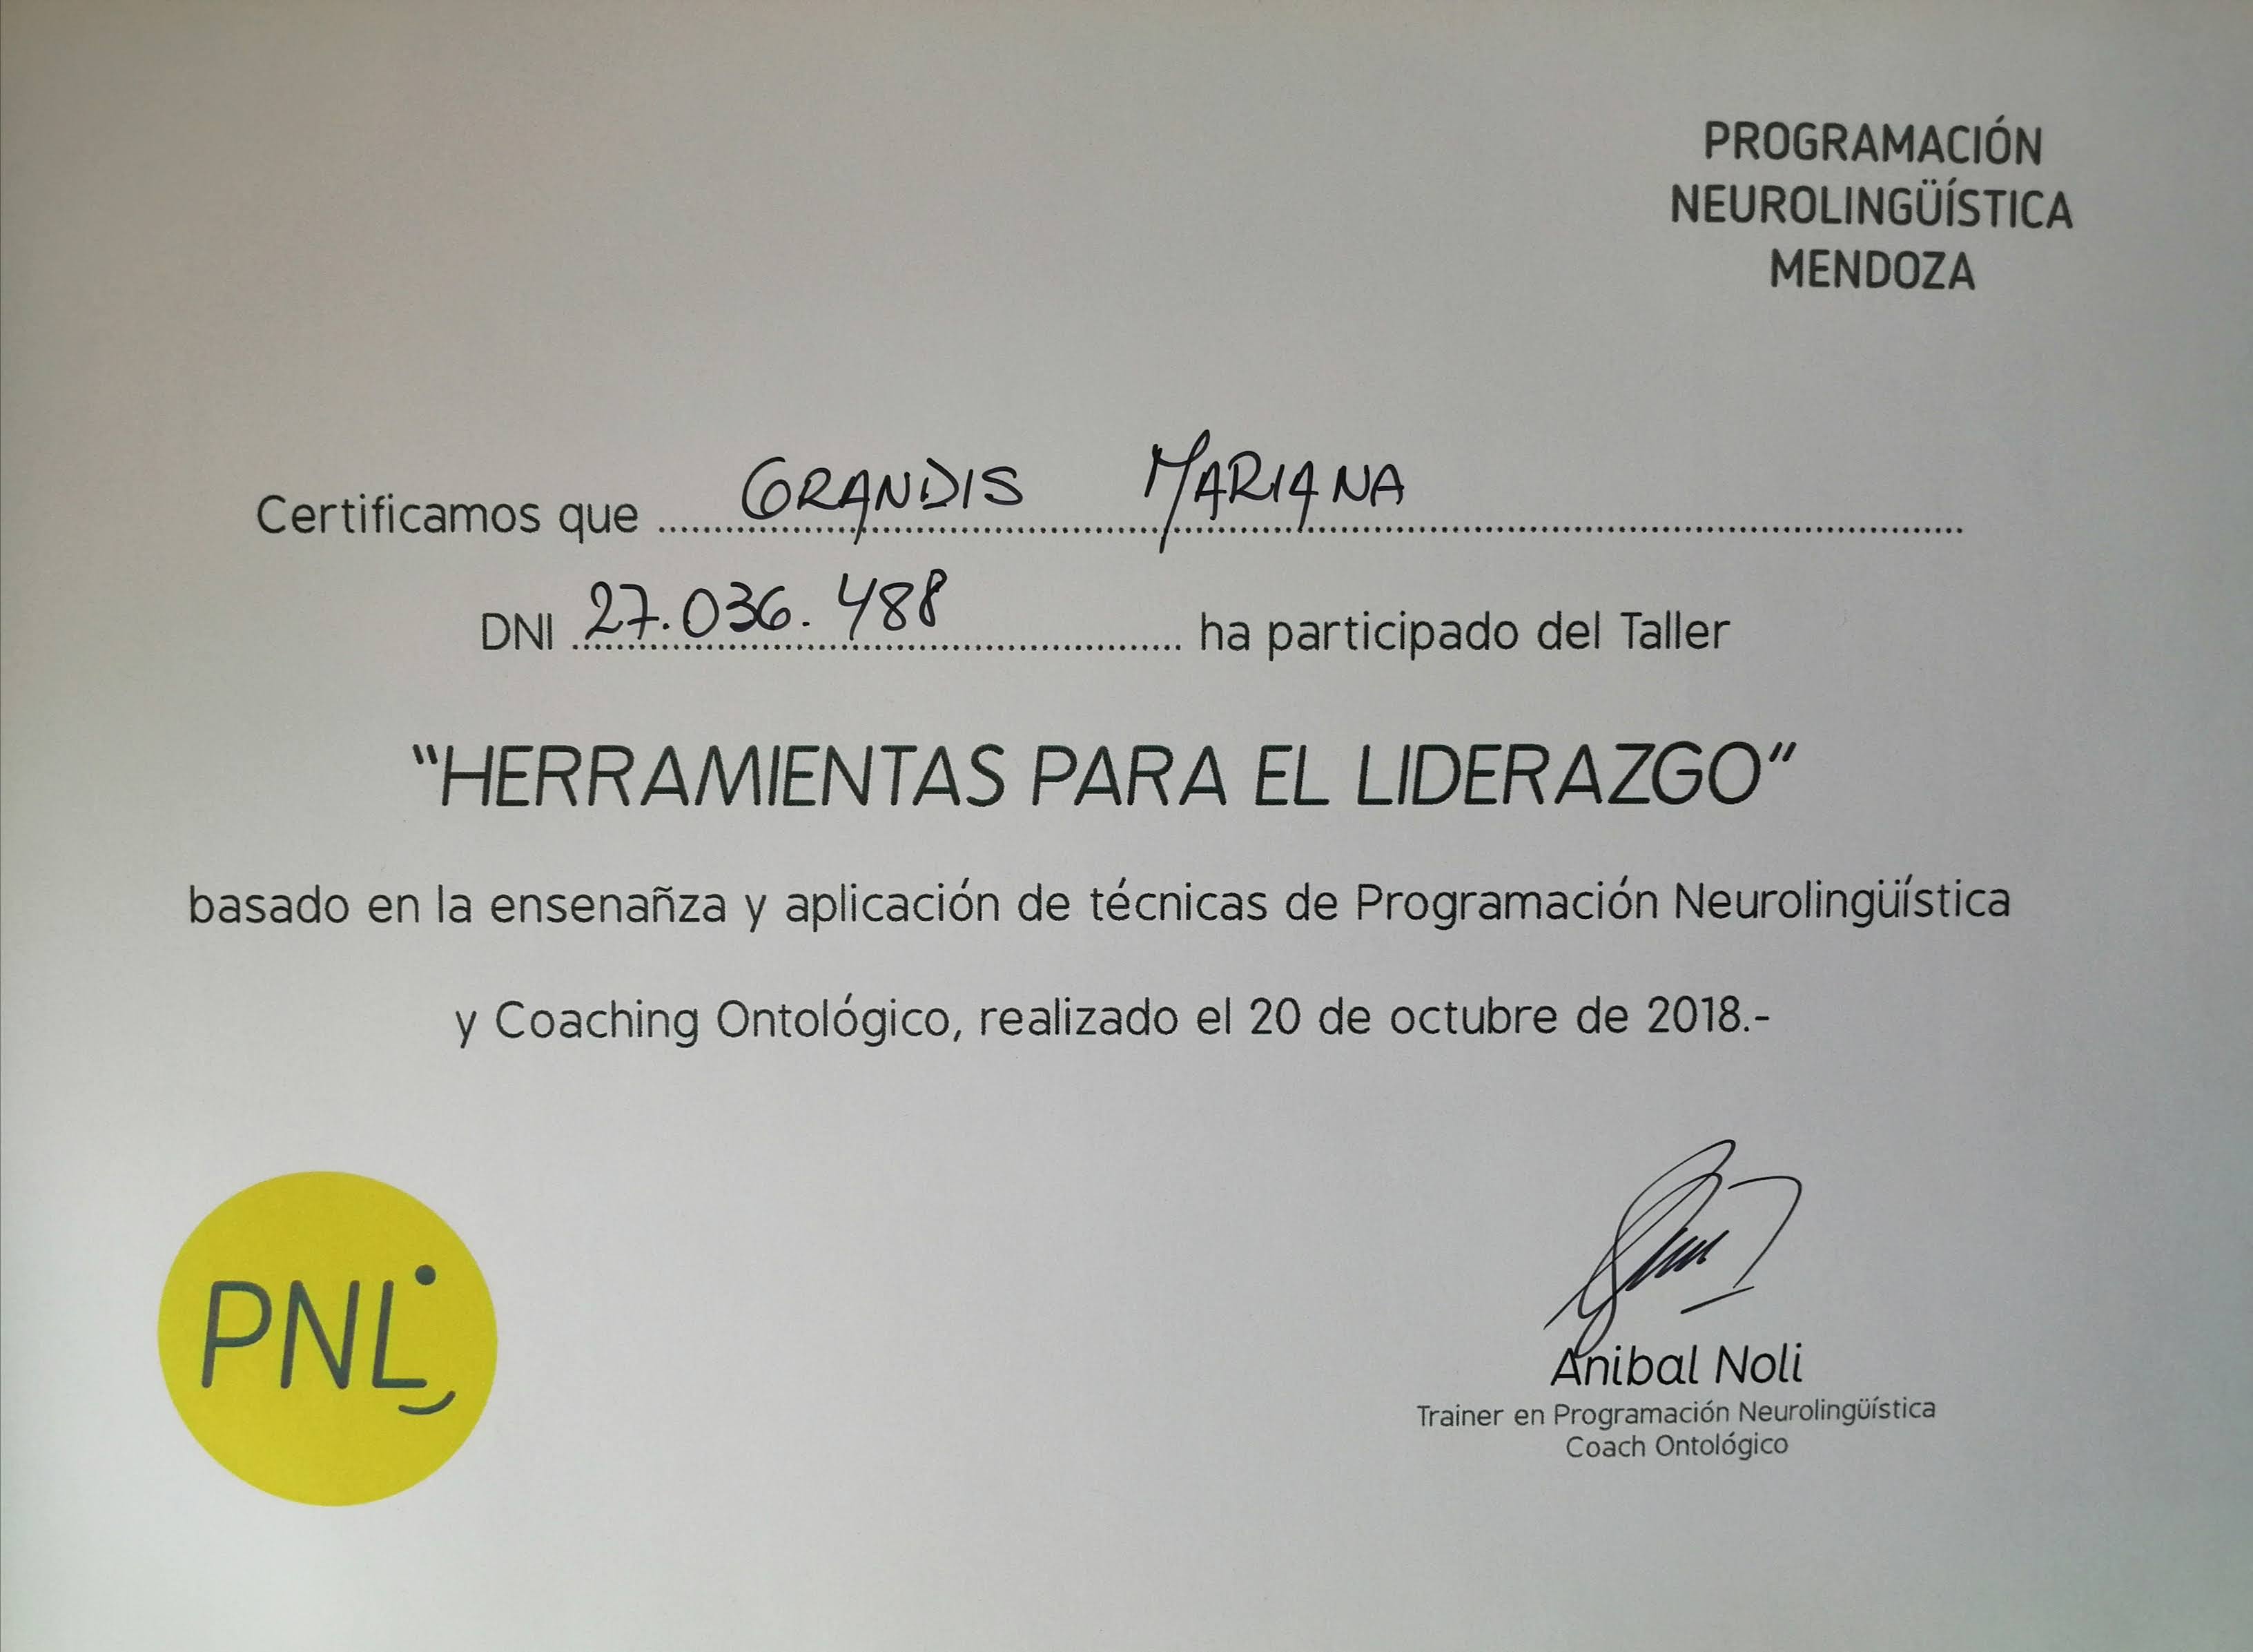 PROGRAMACIÓN
NEUROLINGÜÍSTICA
MENDOZA
Certificamos que GRANDIS MARIANA
DNI 27.036.488 ha participado del Taller
"HERRAMIENTAS PARA EL LIDERAZGO"
basado en la ensenañza y aplicación de técnicas de Programación Neurolingüística
y Coaching Ontológico, realizado el 20 de octubre de 2018.-
PNL
Anibal Noli
Trainer en Programación Neurolingüística
Coach Ontológico